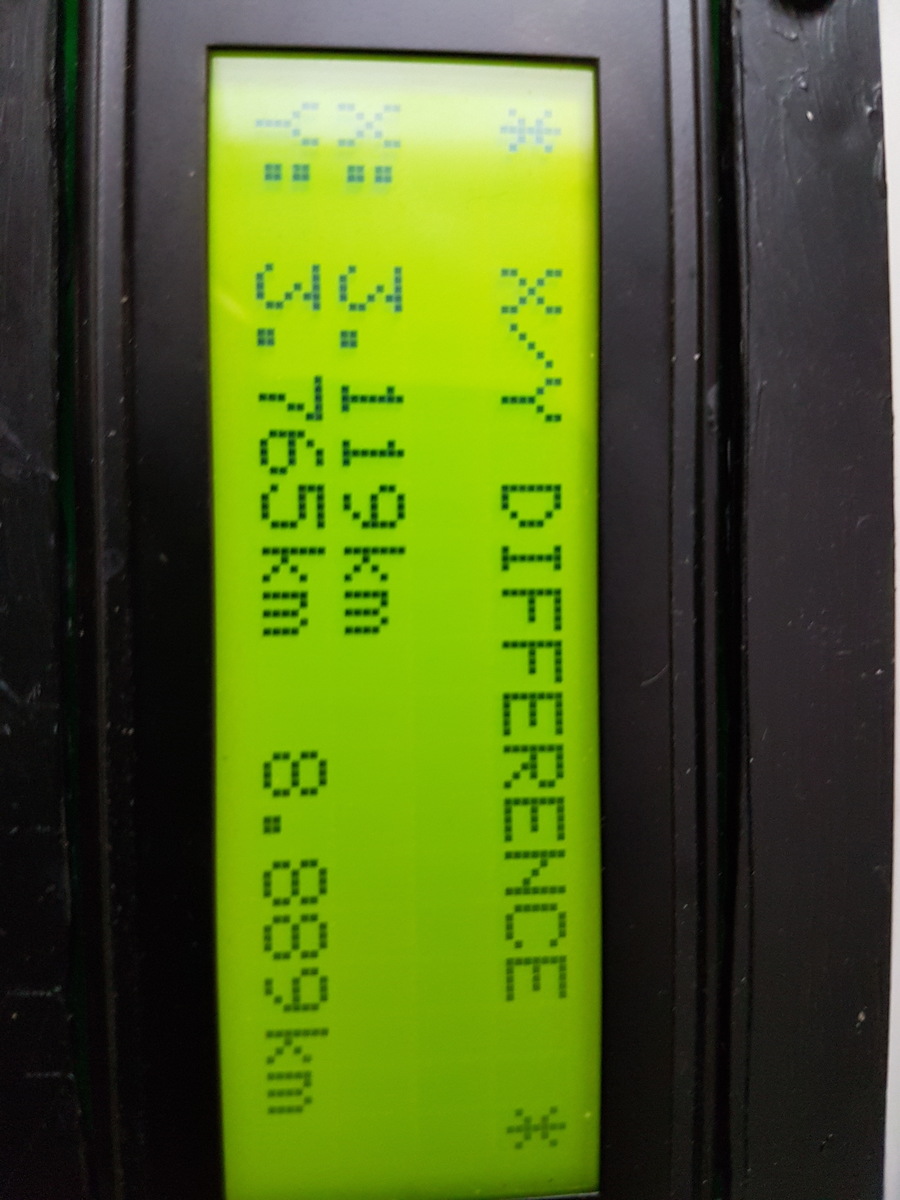 * X/Y DIFFERENCE *
X: 3.119km
Y: 3.765km 8.889km